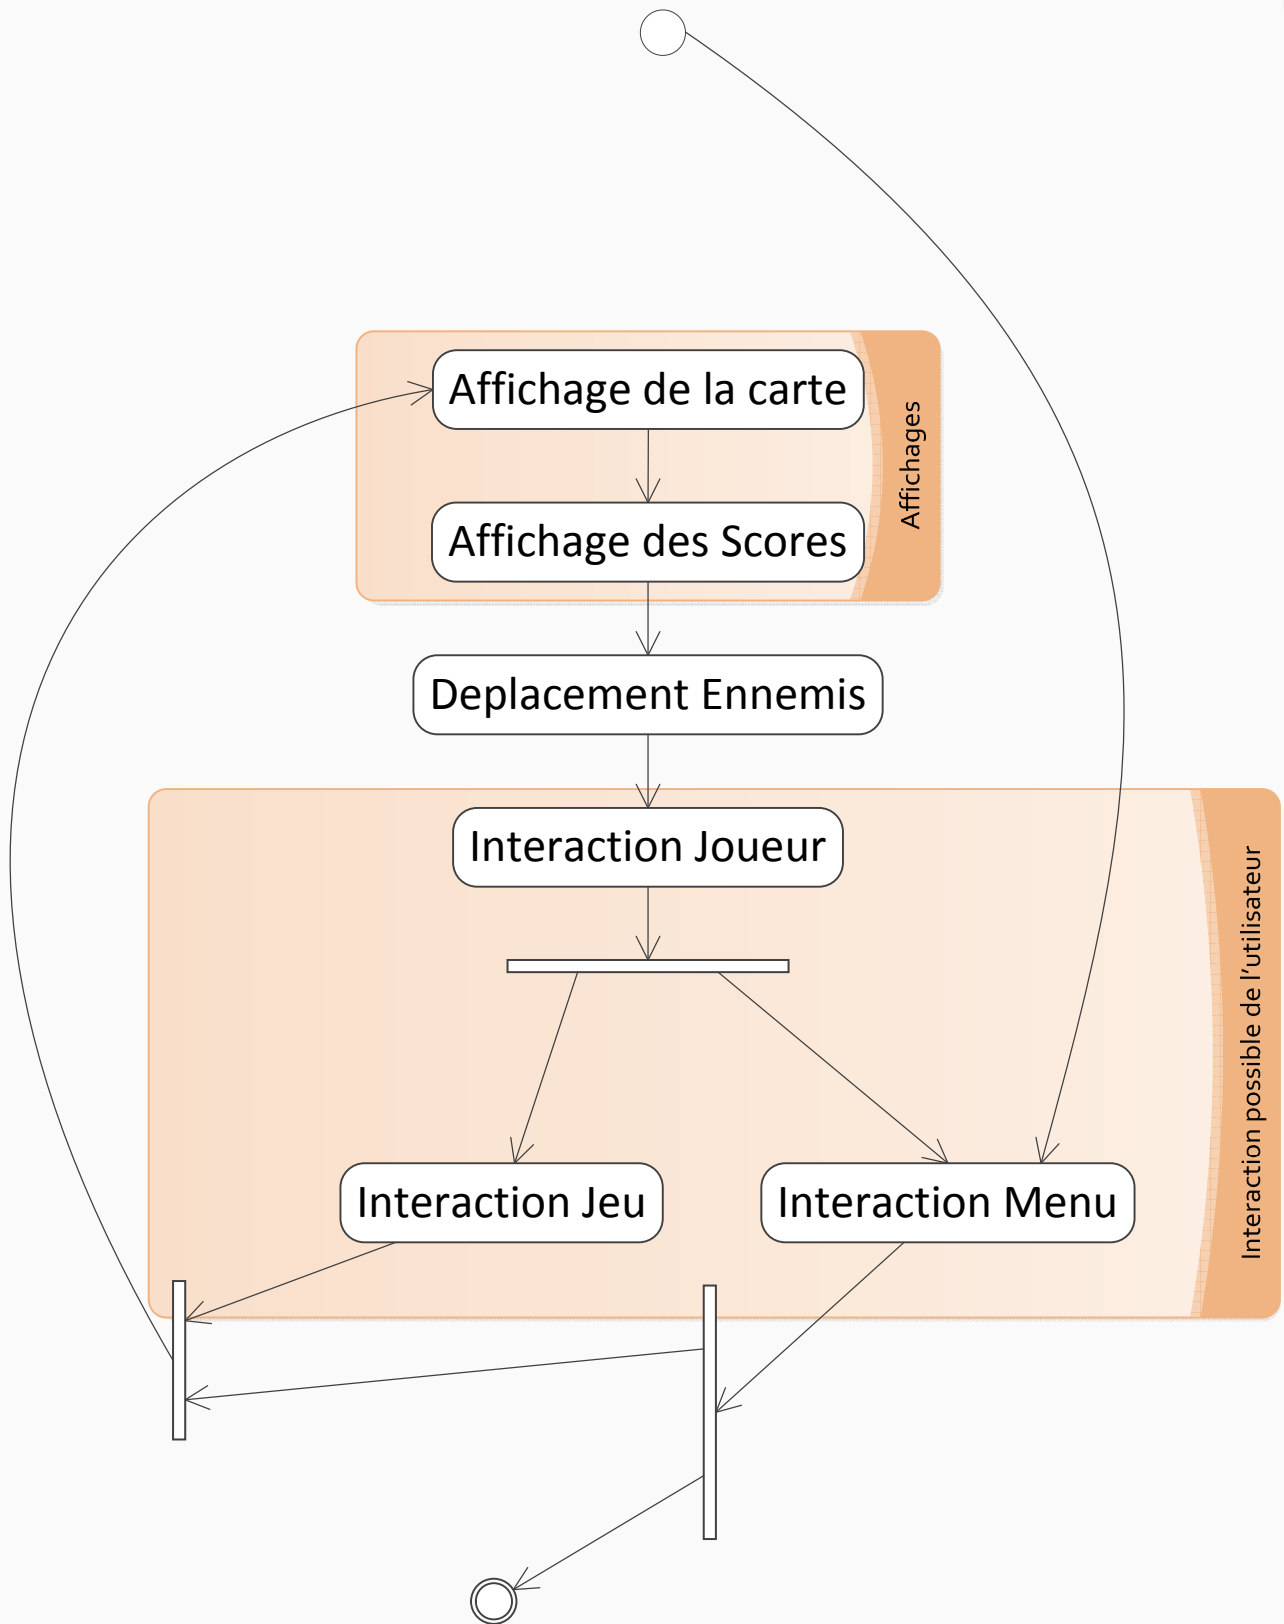 Affichage de la carte
Affichages
Affichage des Scores
Deplacement Ennemis
Interaction Joueur
Interaction possible de l'utilisateur
Interaction Jeu
Interaction Menu